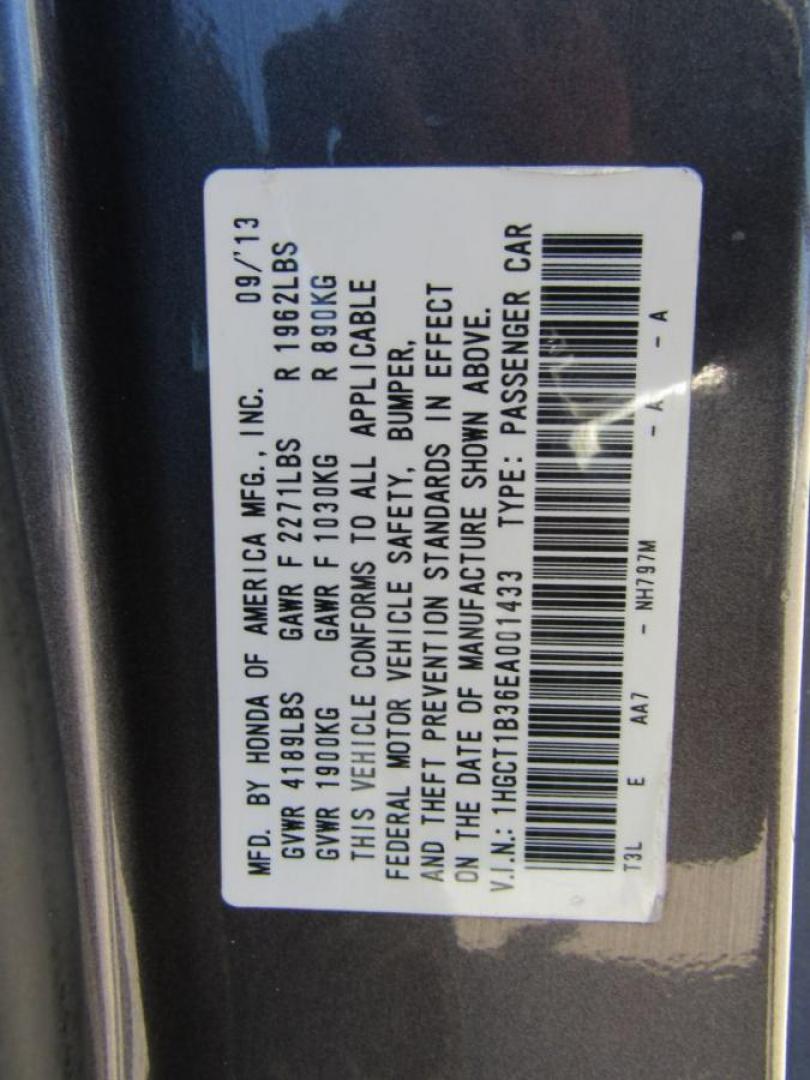 MFD. BY HONDA OF AMERICA MFG., INC. 09/'13
GVWR 4189LBS GAWR F 2271LBS R 1962LBS
GVWR 1900KG GAWR F 1030KG R 890KG
THIS VEHICLE CONFORMS TO ALL APPLICABLE
FEDERAL MOTOR VEHICLE SAFETY, BUMPER,
AND THEFT PREVENTION STANDARDS IN EFFECT
ON THE DATE OF MANUFACTURE SHOWN ABOVE.
V.I.N.: 1HGCT1B36EA001433 TYPE: PASSENGER CAR
T3L E AA7 - NH797M - A - A